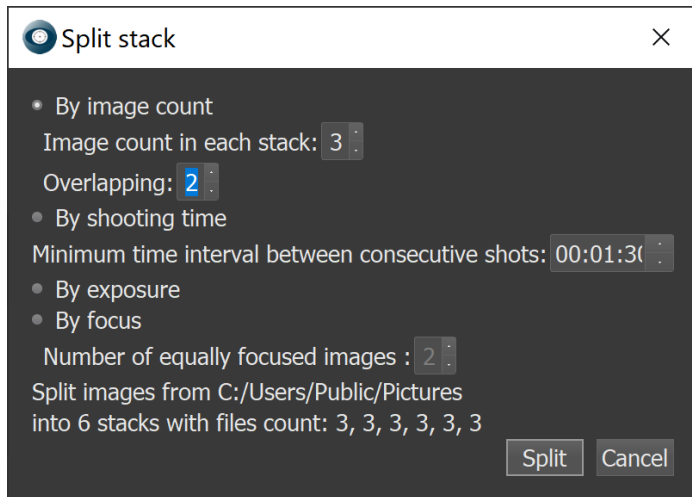 Split stack
By image count
Image count in each stack: 3
Overlapping: 2
By shooting time
Minimum time interval between consecutive shots: 00:01:30
By exposure
By focus
Number of equally focused images : 2
Split images from C:/Users/Public/Pictures
into 6 stacks with files count: 3, 3, 3, 3, 3, 3
Split Cancel